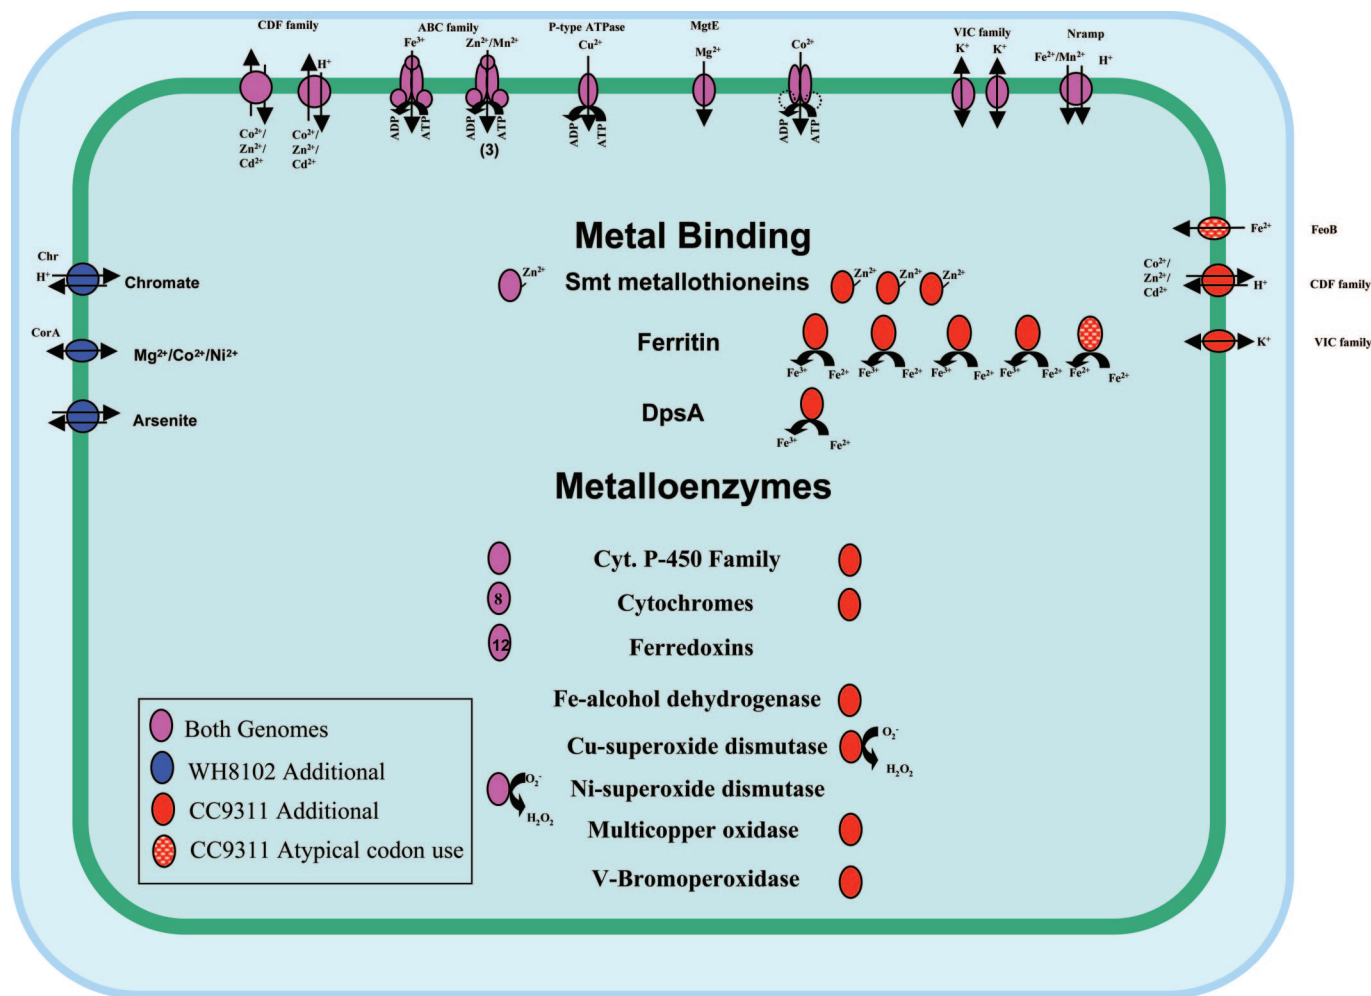 CDF family
ABC family
P-type ATPase
MgtE
VIC family
Nramp
Fe³⁺
Zn²⁺/Mn²⁺
Cu²⁺
Mg²⁺
Co²⁺
K⁺
K⁺
Fe²⁺/Mn²⁺
H⁺
H⁺
Co²⁺/
Zn²⁺/
Cd²⁺
Co²⁺/
Zn²⁺/
Cd²⁺
ADP
ATP
ADP
ATP
(3)
ADP
ATP
ADP
ATP
Chr
H⁺
Chromate
CorA
Mg²⁺/Co²⁺/Ni²⁺
Arsenite
Fe²⁺
FeoB
Co²⁺/
Zn²⁺/
Cd²⁺
H⁺
CDF family
K⁺
VIC family
Metal Binding
Zn²⁺
Smt metallothioneins
Zn²⁺
Zn²⁺
Zn²⁺
Ferritin
Fe³⁺
Fe²⁺
Fe³⁺
Fe²⁺
Fe³⁺
Fe²⁺
Fe³⁺
Fe²⁺
Fe²⁺
Fe²⁺
DpsA
Fe³⁺
Fe²⁺
Metalloenzymes
Cyt. P-450 Family
8
Cytochromes
12
Ferredoxins
Fe-alcohol dehydrogenase
Cu-superoxide dismutase
O₂⁻
H₂O₂
O₂⁻
H₂O₂
Ni-superoxide dismutase
Multicopper oxidase
V-Bromoperoxidase
Both Genomes
WH8102 Additional
CC9311 Additional
CC9311 Atypical codon use